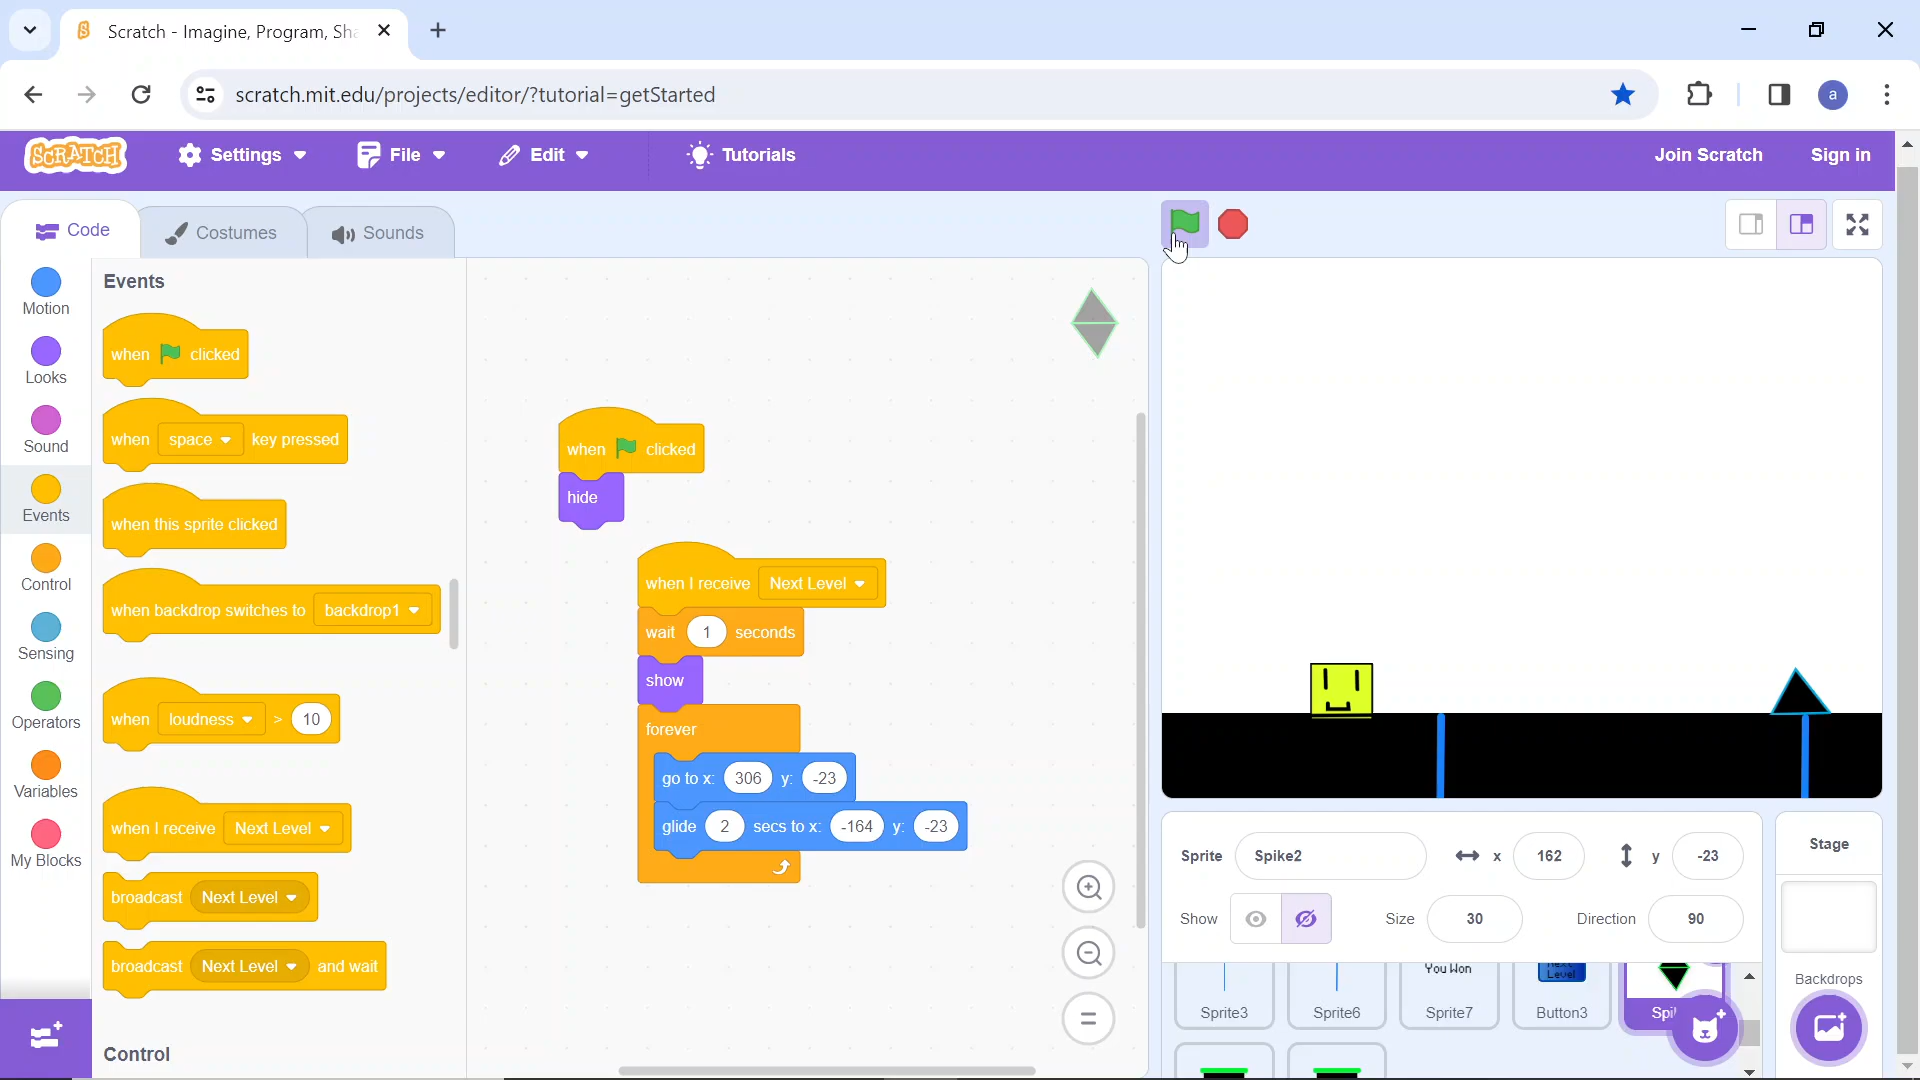 Scratch - Imagine, Program, Sha
scratch.mit.edu/projects/editor/?tutorial=getStarted
a
SCRATCH
Settings
File
Edit
Tutorials
Join Scratch
Sign in
Code
Costumes
Sounds
Motion
Looks
Sound
Events
Control
Sensing
Operators
Variables
My Blocks
Events
when clicked
when space key pressed
when this sprite clicked
when backdrop switches to backdrop1
when loudness > 10
when I receive Next Level
broadcast Next Level
broadcast Next Level and wait
Control
when clicked
hide
when I receive Next Level
wait 1 seconds
show
forever
go to x: 306 y: -23
glide 2 secs to x: -164 y: -23
Sprite Spike2 x 162 y -23
Show Size 30 Direction 90
You Won
Level
Sprite3
Sprite6
Sprite7
Button3
Spi
Stage
Backdrops